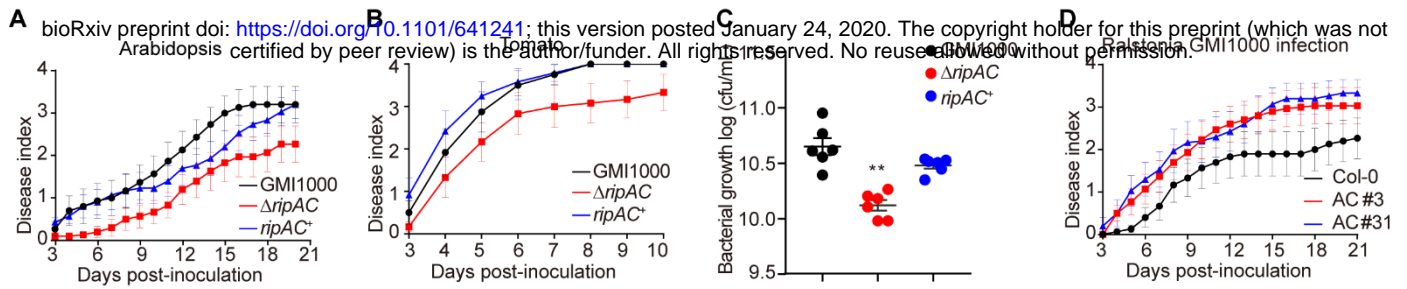 A B C D
bioRxiv preprint doi: https://doi.org/10.1101/641241; this version posted January 24, 2020. The copyright holder for this preprint (which was not
certified by peer review) is the author/funder. All rights reserved. No reuse allowed without permission.
Arabidopsis
Disease index
4
3
2
1
0
GMI1000
ΔripAC
ripAC+
3 6 9 12 15 18 21
Days post-inoculation
Tomato
Disease index
4
3
2
1
0
GMI1000
ΔripAC
ripAC+
3 4 5 6 7 8 9 10
Days post-inoculation
Bacterial growth log (cfu/mL)
11.5
11.0
10.5
10.0
9.5
GMI1000
ΔripAC
ripAC+
**
Ralstonia GMI1000 infection
Disease index
4
3
2
1
0
Col-0
AC #3
AC#31
3 6 9 12 15 18 21
Days post-inoculation